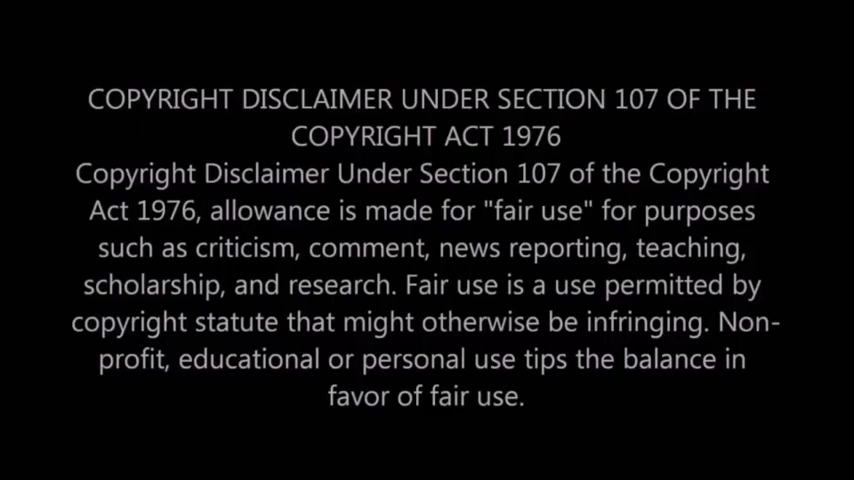 COPYRIGHT DISCLAIMER UNDER SECTION 107 OF THE
COPYRIGHT ACT 1976
Copyright Disclaimer Under Section 107 of the Copyright
Act 1976, allowance is made for "fair use" for purposes
such as criticism, comment, news reporting, teaching,
scholarship, and research. Fair use is a use permitted by
copyright statute that might otherwise be infringing. Non-
profit, educational or personal use tips the balance in
favor of fair use.